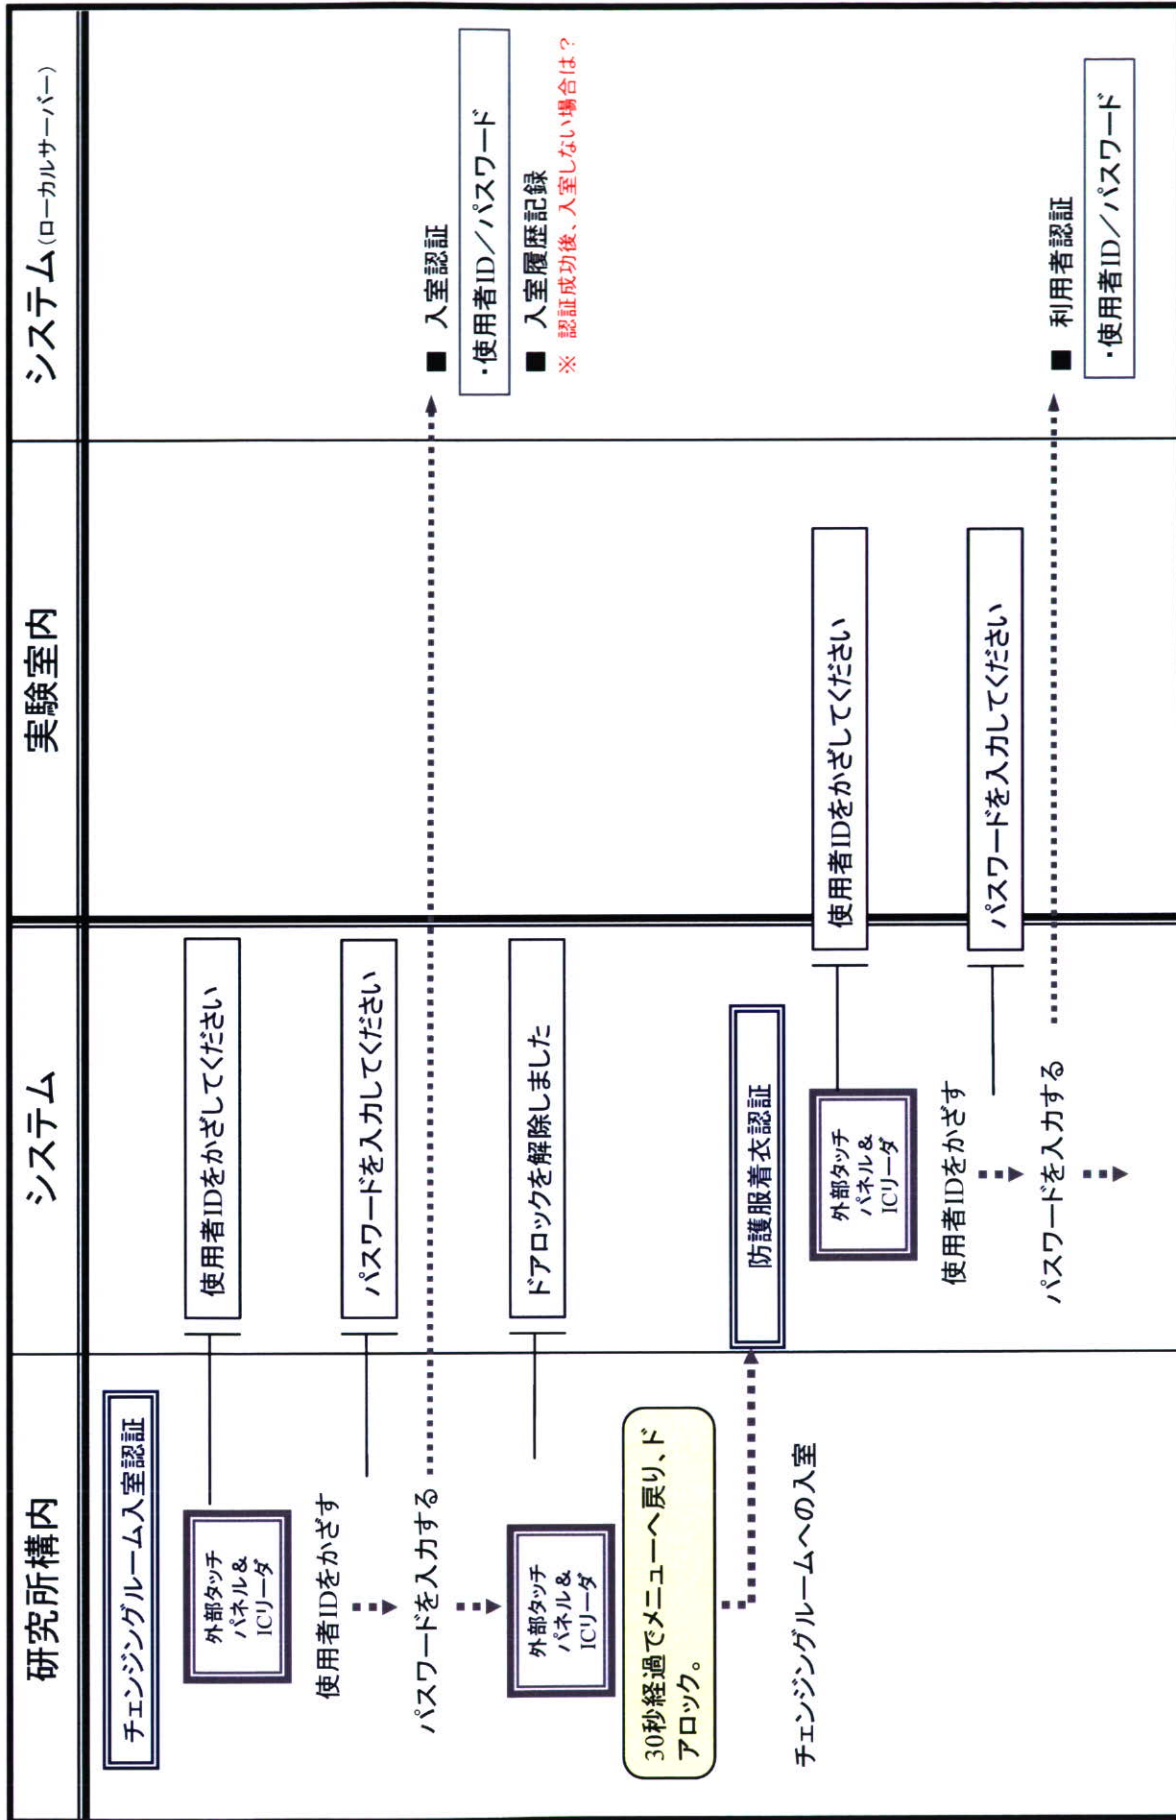 研究所構内
システム
実験室内
システム(ローカルサーバー)
チェンジングルーム入室認証
外部タッチ
パネル&
ICリーダ
使用者IDをかざしてください
使用者IDをかざす
パスワードを入力してください
パスワードを入力する
■ 入室認証
・使用者ID/パスワード
■ 入室履歴記録
※ 認証成功後、入室しない場合は?
外部タッチ
パネル&
ICリーダ
ドアロックを解除しました
30秒経過でメニューへ戻り、ド
アロック。
チェンジングルームへの入室
防護服着衣認証
外部タッチ
パネル&
ICリーダ
使用者IDをかざしてください
使用者IDをかざす
パスワードを入力してください
パスワードを入力する
■ 利用者認証
・使用者ID/パスワード